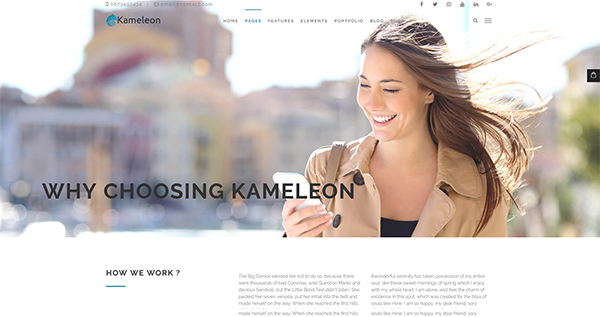 0673492434 | email@contact.com
Kameleon
HOME PAGES FEATURES ELEMENTS PORTFOLIO BLOG
WHY CHOOSING KAMELEON
HOW WE WORK ?
The Big Oxmox advised her not to do so, because there
were thousands of bad Commas, wild Question Marks and
devious Semikoli, but the Little Blind Text didn't listen. She
packed her seven versalia, put her initial into the belt and
made herself on the way. When she reached the first hills
made herself on the way. When she reached the first hills
A wonderful serenity has taken possession of my entire
soul, like these sweet mornings of spring which I enjoy
with my whole heart. I am alone, and feel the charm of
existence in this spot, which was created for the bliss of
souls like mine. I am so happy, my dear friend, sory
souls like mine. I am so happy, my dear friend, sory